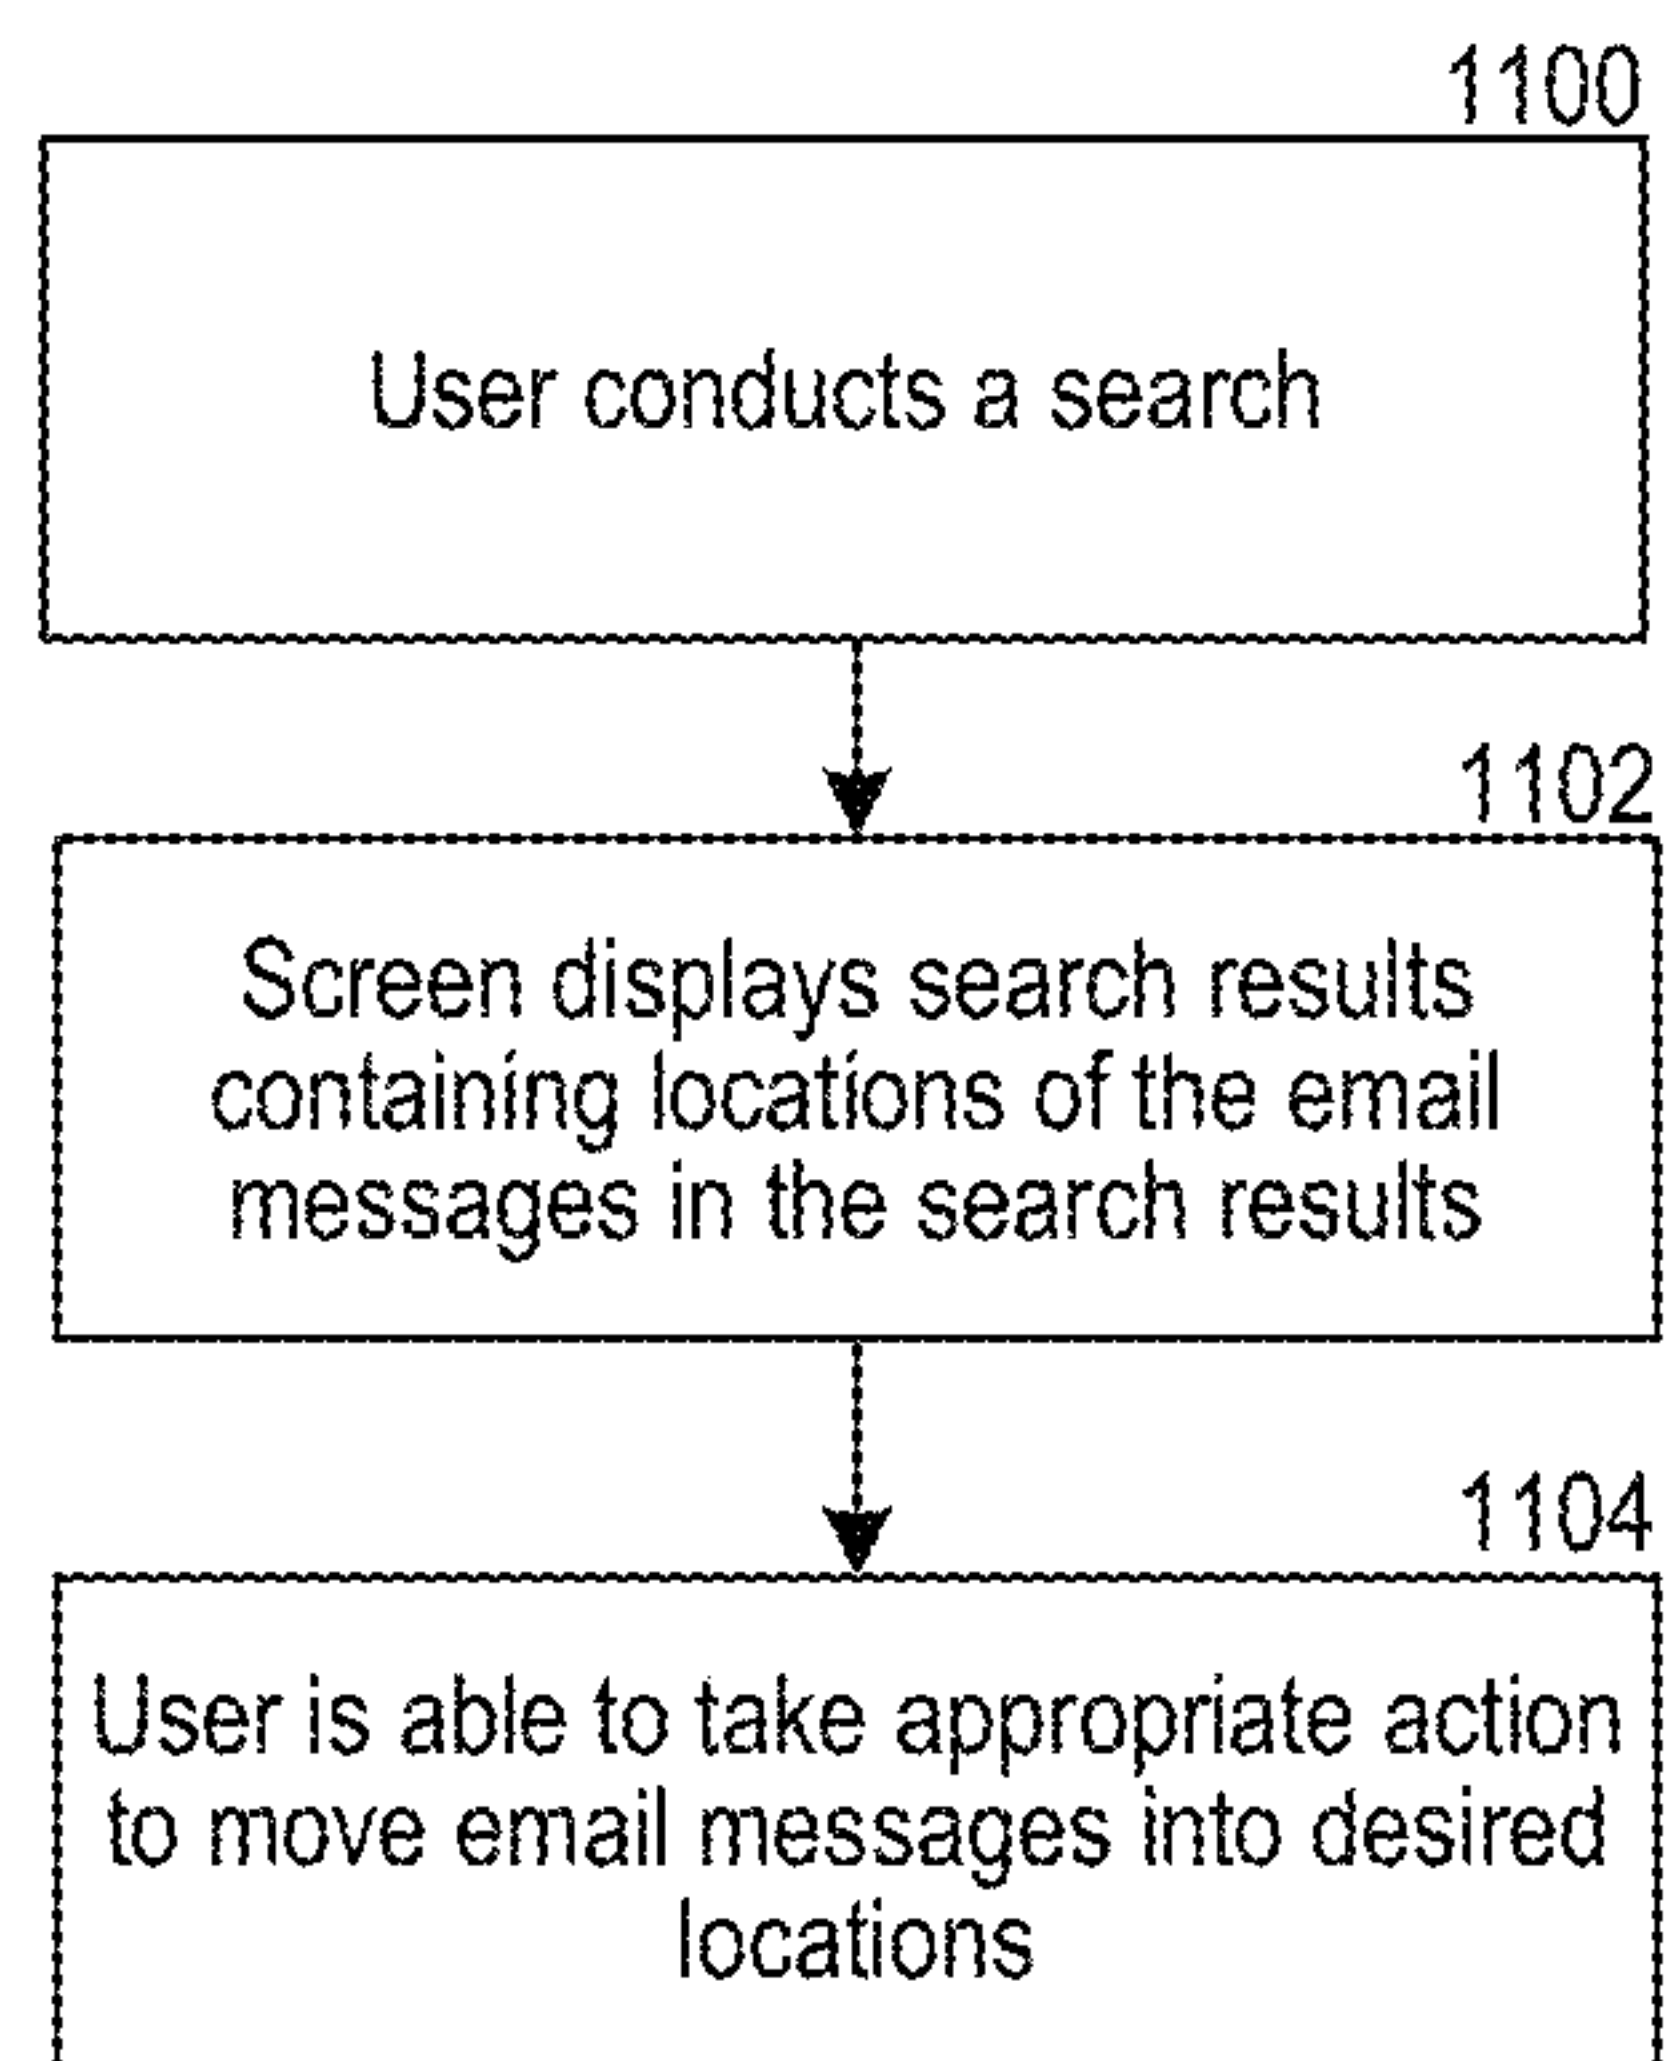 1100
User conducts a search
1102
Screen displays search results
containing locations of the email
messages in the search results
1104
User is able to take appropriate action
to move email messages into desired
locations